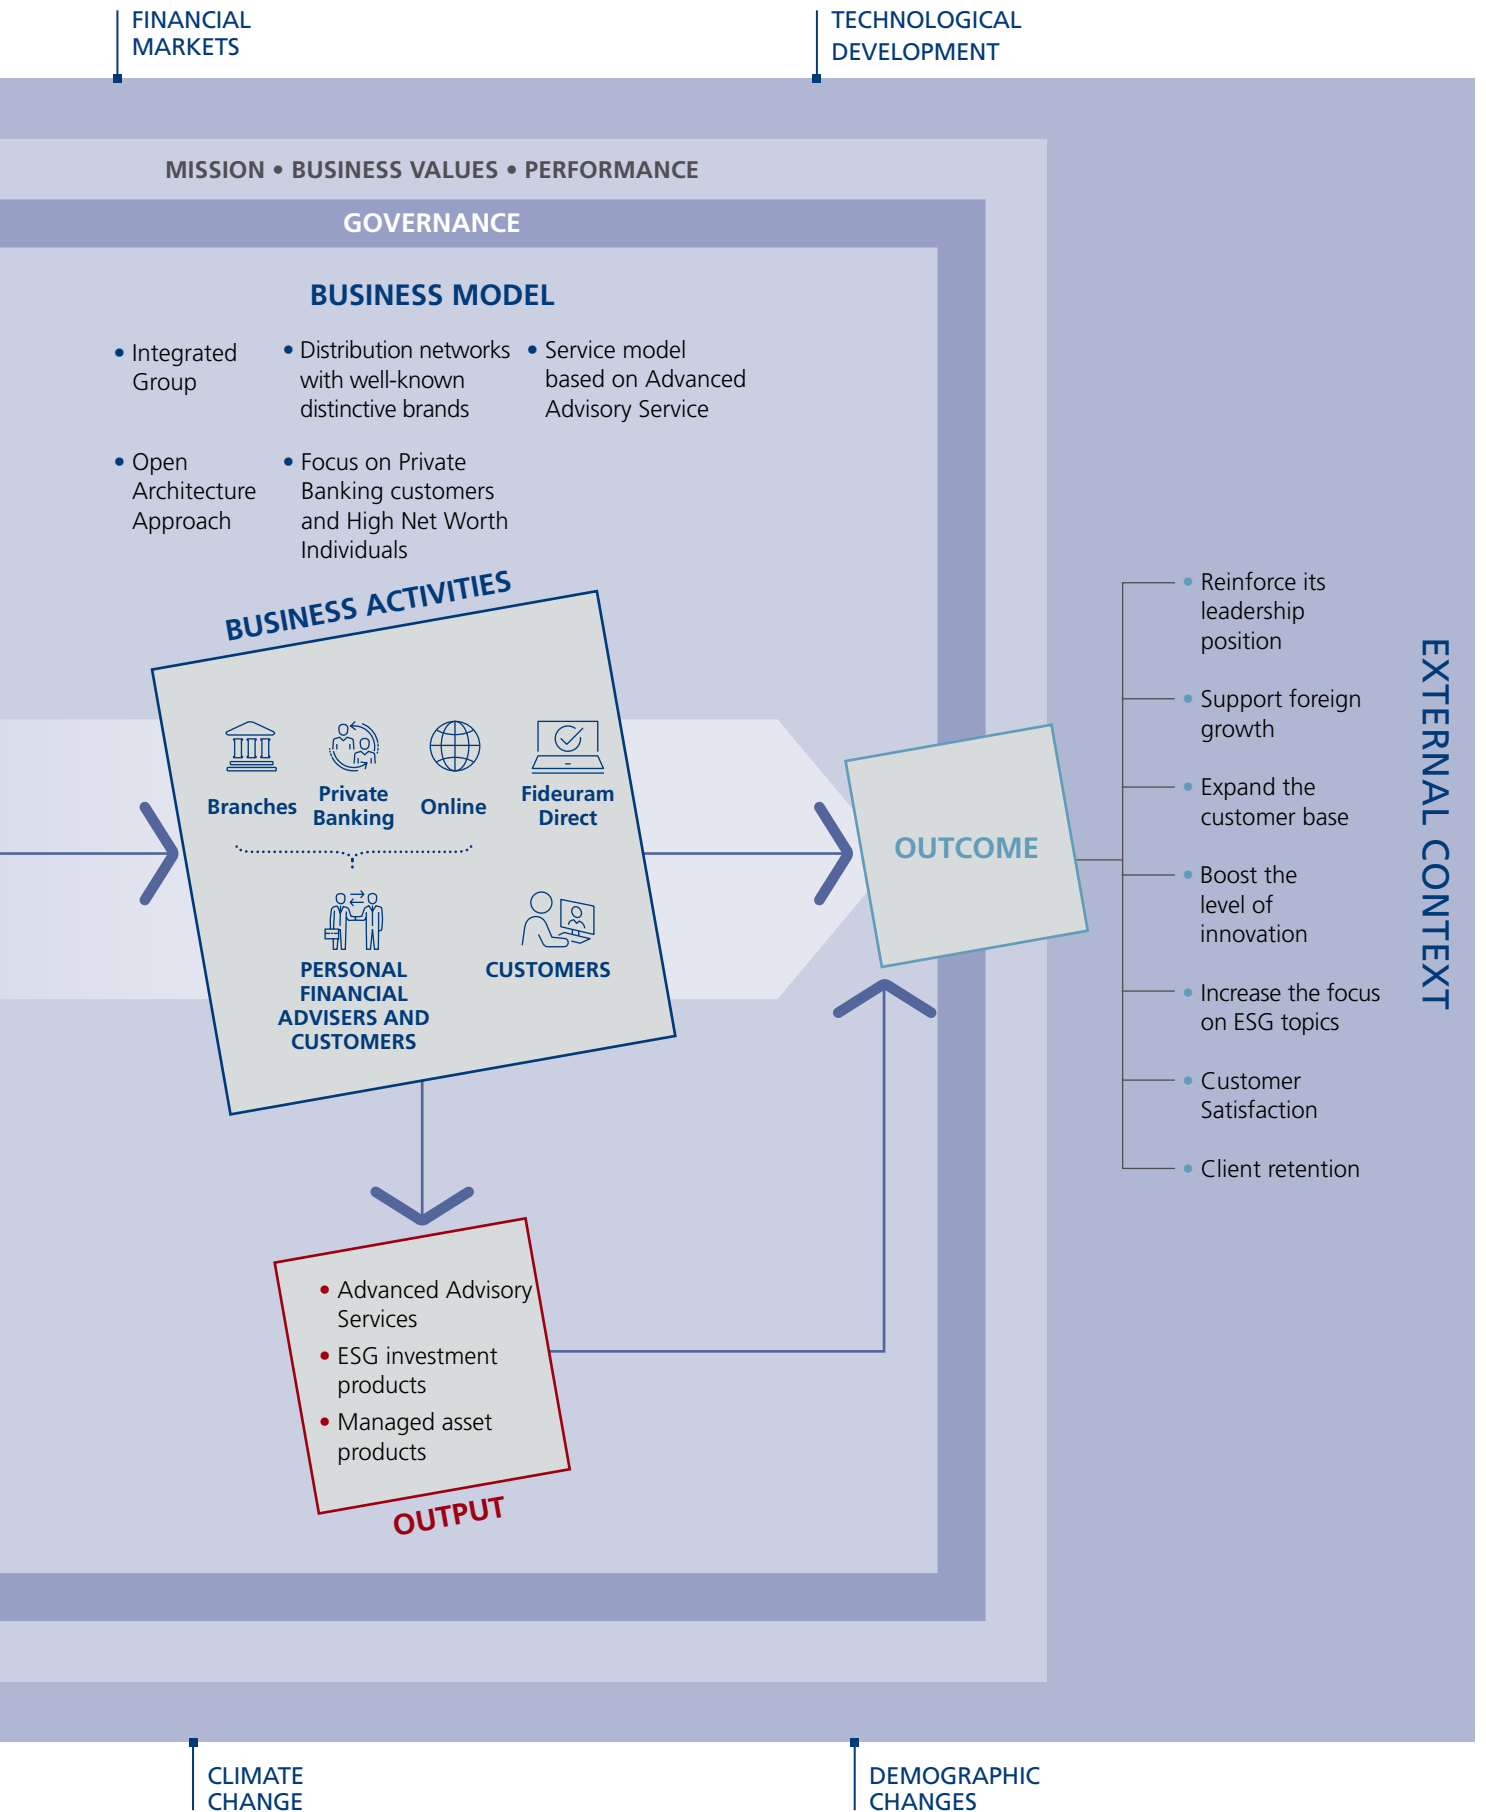 FINANCIAL
MARKETS
TECHNOLOGICAL
DEVELOPMENT
MISSION • BUSINESS VALUES • PERFORMANCE
GOVERNANCE
BUSINESS MODEL
• Integrated
Group
• Distribution networks
with well-known
distinctive brands
• Service model
based on Advanced
Advisory Service
• Open
Architecture
Approach
• Focus on Private
Banking customers
and High Net Worth
Individuals
BUSINESS ACTIVITIES
Branches
Private
Banking
Online
Fideuram
Direct
PERSONAL
FINANCIAL
ADVISERS AND
CUSTOMERS
CUSTOMERS
OUTCOME
• Reinforce its
leadership
position
• Support foreign
growth
• Expand the
customer base
• Boost the
level of
innovation
• Increase the focus
on ESG topics
• Customer
Satisfaction
• Client retention
EXTERNAL CONTEXT
• Advanced Advisory
Services
• ESG investment
products
• Managed asset
products
OUTPUT
CLIMATE
CHANGE
DEMOGRAPHIC
CHANGES